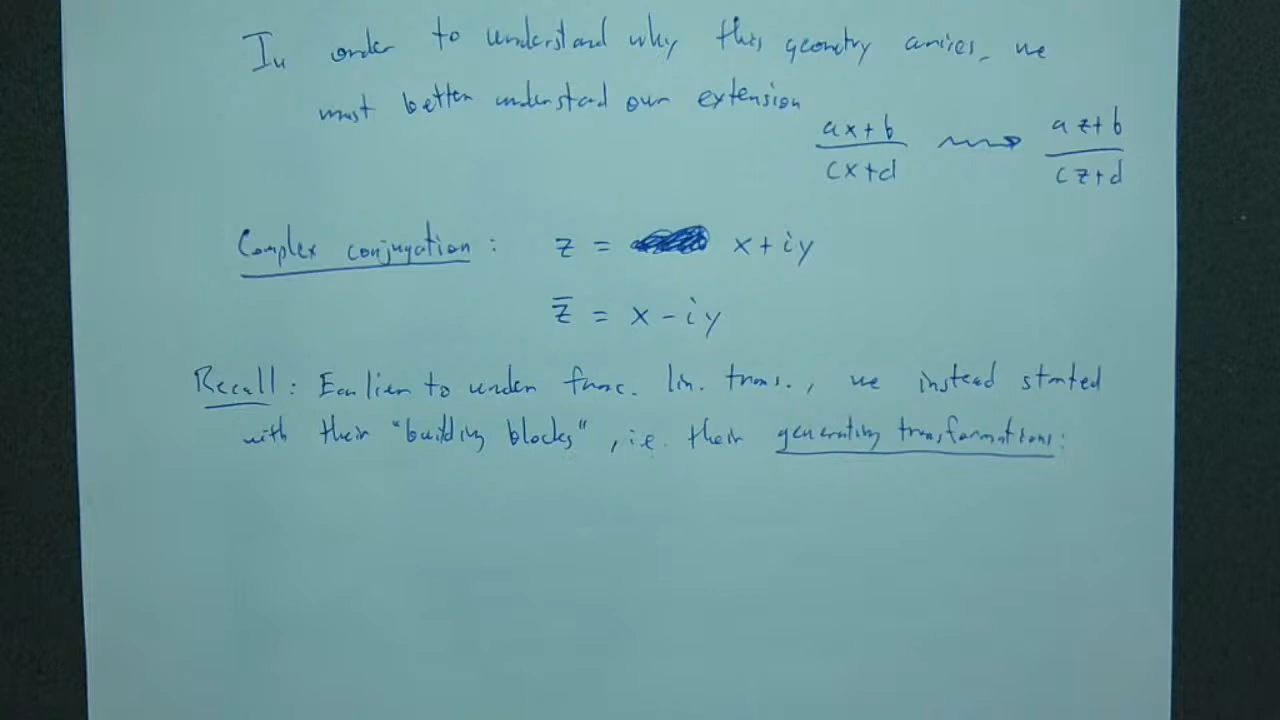 In order to understand why this geometry arises, we
must better understand our extension
ax+b / cx+d ⟿ az+b / cz+d
Complex conjugation: z = x+iy
z̄ = x-iy
Recall: Earlier to under frac. lin. trans., we instead started
with their "building blocks", i.e. their generating transformations: